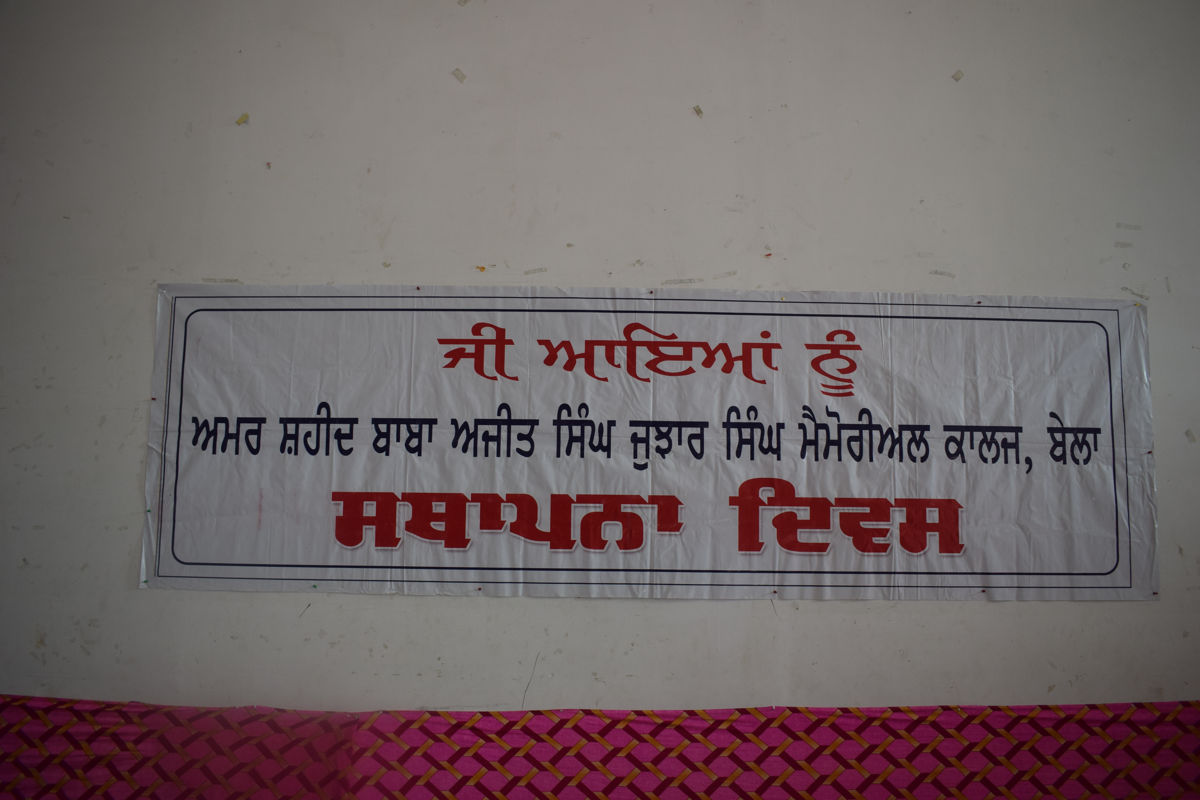 ਜੀ ਆਇਆਂ ਨੂੰ
ਅਮਰ ਸ਼ਹੀਦ ਬਾਬਾ ਅਜੀਤ ਸਿੰਘ ਜੁਝਾਰ ਸਿੰਘ ਮੈਮੋਰੀਅਲ ਕਾਲਜ, ਬੇਲਾ
ਸਥਾਪਨਾ ਦਿਵਸ